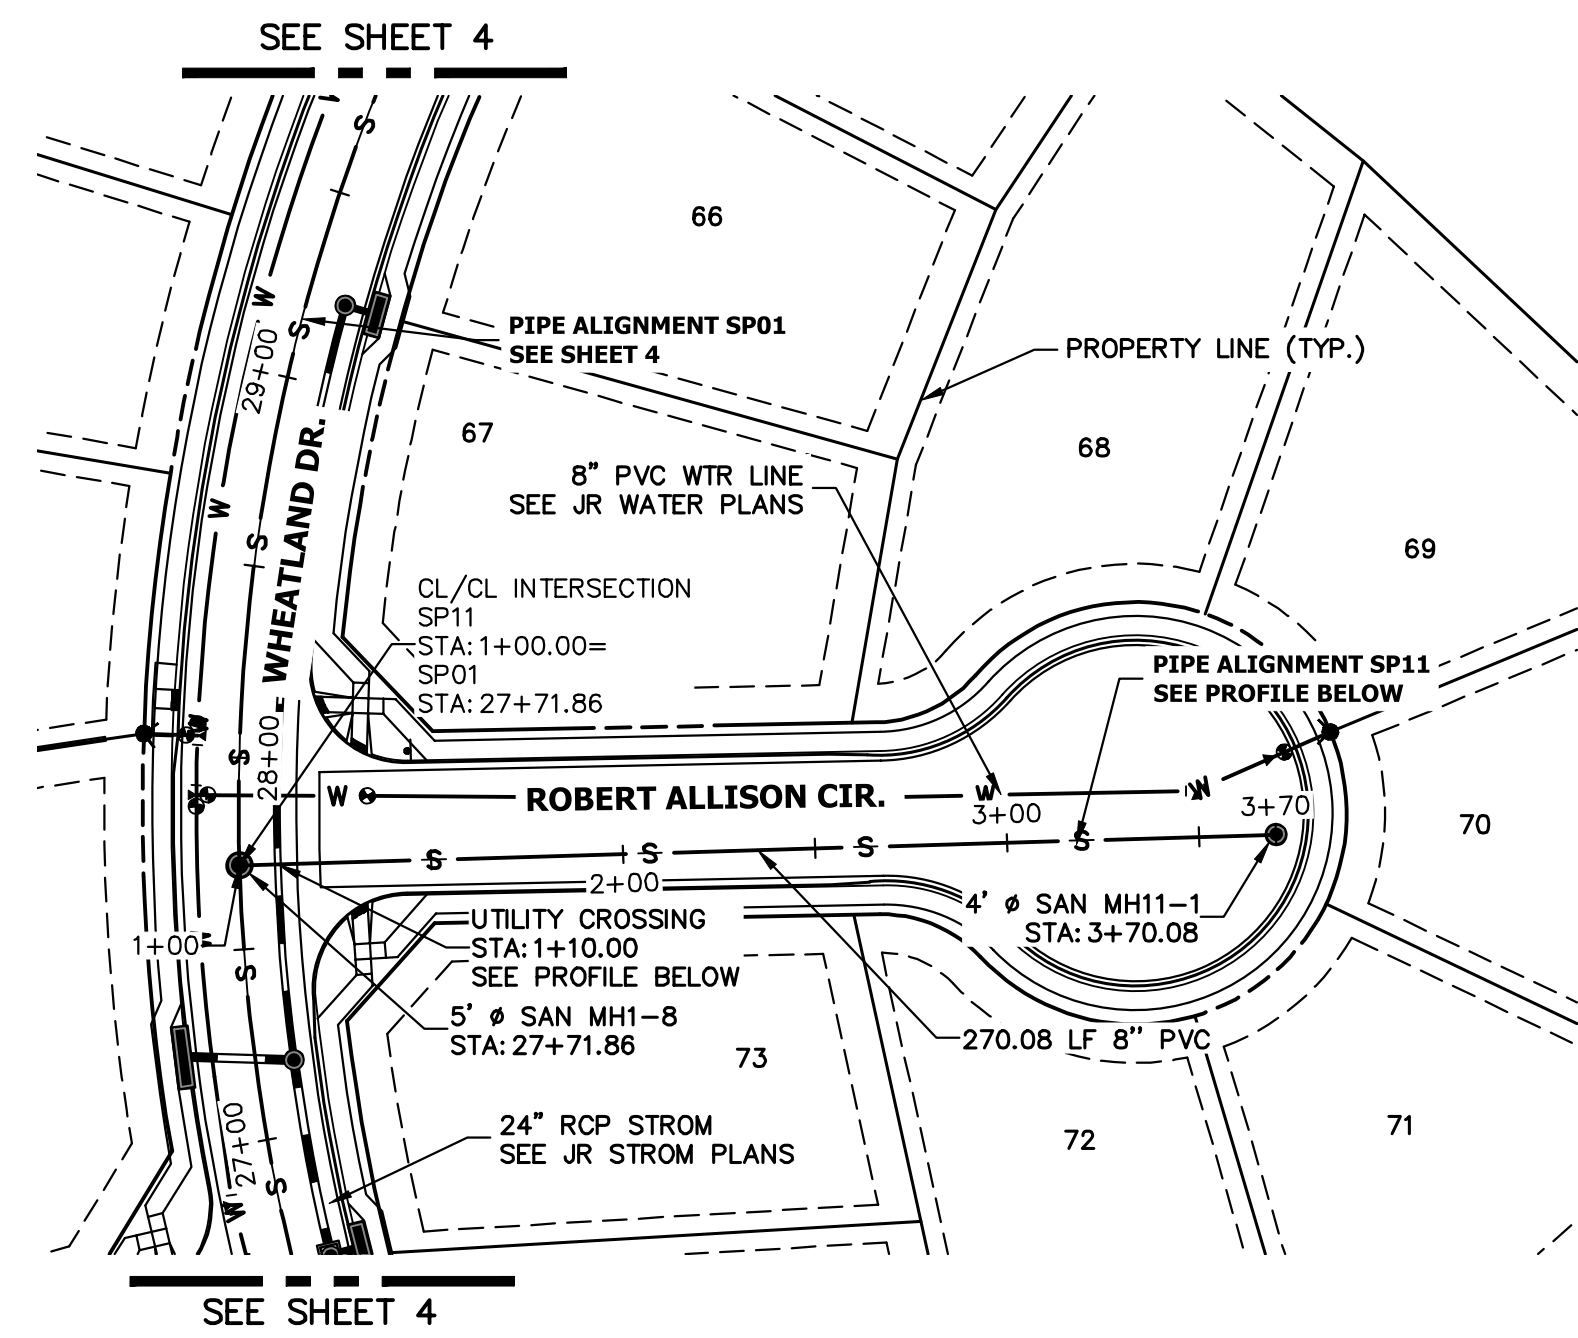 SEE SHEET 4
S
66
W
S
PIPE ALIGNMENT SP01
SEE SHEET 4
29+00
PROPERTY LINE (TYP.)
67
68
8" PVC WTR LINE
SEE JR WATER PLANS
W
S
WHEATLAND DR.
69
CL/CL INTERSECTION
SP11
STA: 1+00.00=
SP01
STA: 27+71.86
PIPE ALIGNMENT SP11
SEE PROFILE BELOW
W
S
28+00
W
ROBERT ALLISON CIR.
W
W
3+00
3+70
70
S
S
S
S
2+00
4' ø SAN MH11-1
STA: 3+70.08
UTILITY CROSSING
STA: 1+10.00
SEE PROFILE BELOW
1+00
W
S
5' ø SAN MH1-8
STA: 27+71.86
270.08 LF 8" PVC
73
24" RCP STROM
SEE JR STROM PLANS
72
71
27+00
S
W
SEE SHEET 4